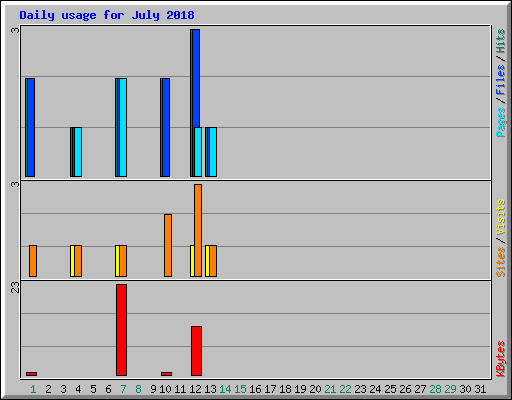 Daily usage for July 2018
3
Pages / Files / Hits
3
Sites / Visits
23
KBytes
1 2 3 4 5 6 7 8 9 10 11 12 13 14 15 16 17 18 19 20 21 22 23 24 25 26 27 28 29 30 31